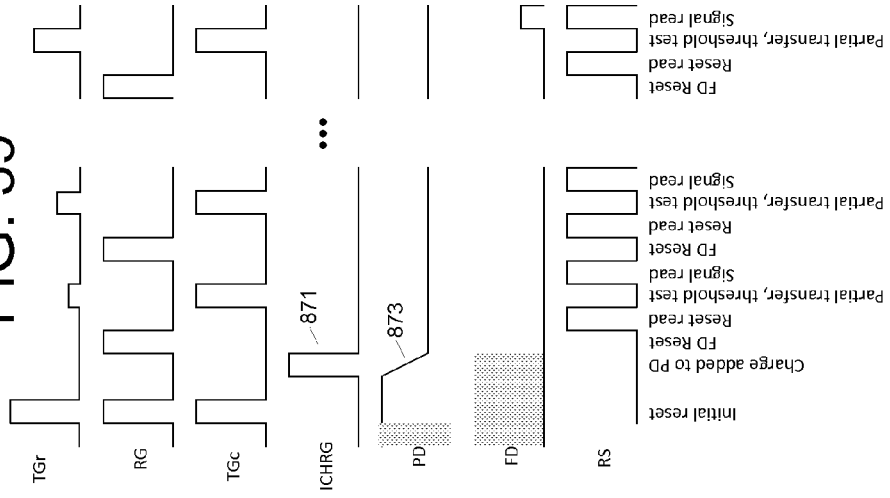 TGr
RG
TGc
ICHRG
871
PD
873
FD
RS
Initial reset
Charge added to PD
FD Reset
Reset read
Partial transfer, threshold test
Signal read
FD Reset
Reset read
Partial transfer, threshold test
Signal read
•••
FD Reset
Reset read
Partial transfer, threshold test
Signal read